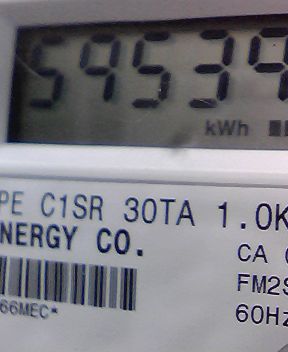 59539
kWh
PE C1SR 30TA 1.0K
NERGY CO.
CA
FM2S
66MEC*
60Hz